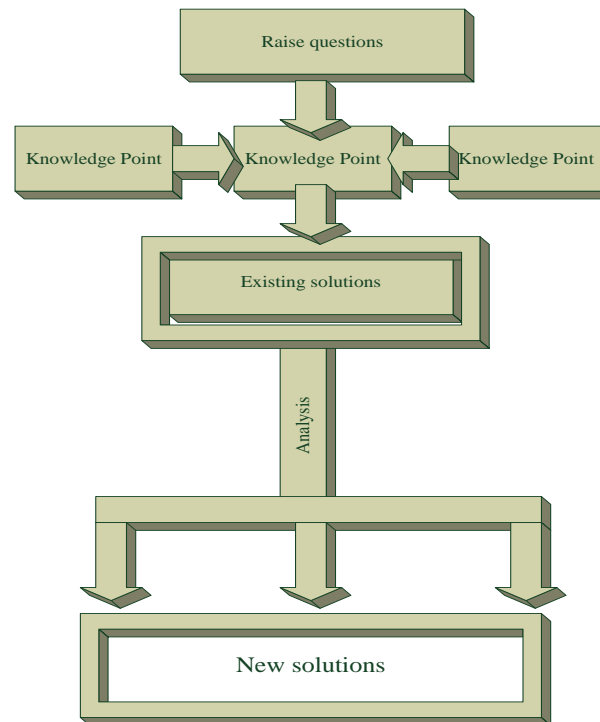 Raise questions
Knowledge Point
Knowledge Point
Knowledge Point
Existing solutions
Analysis
New solutions